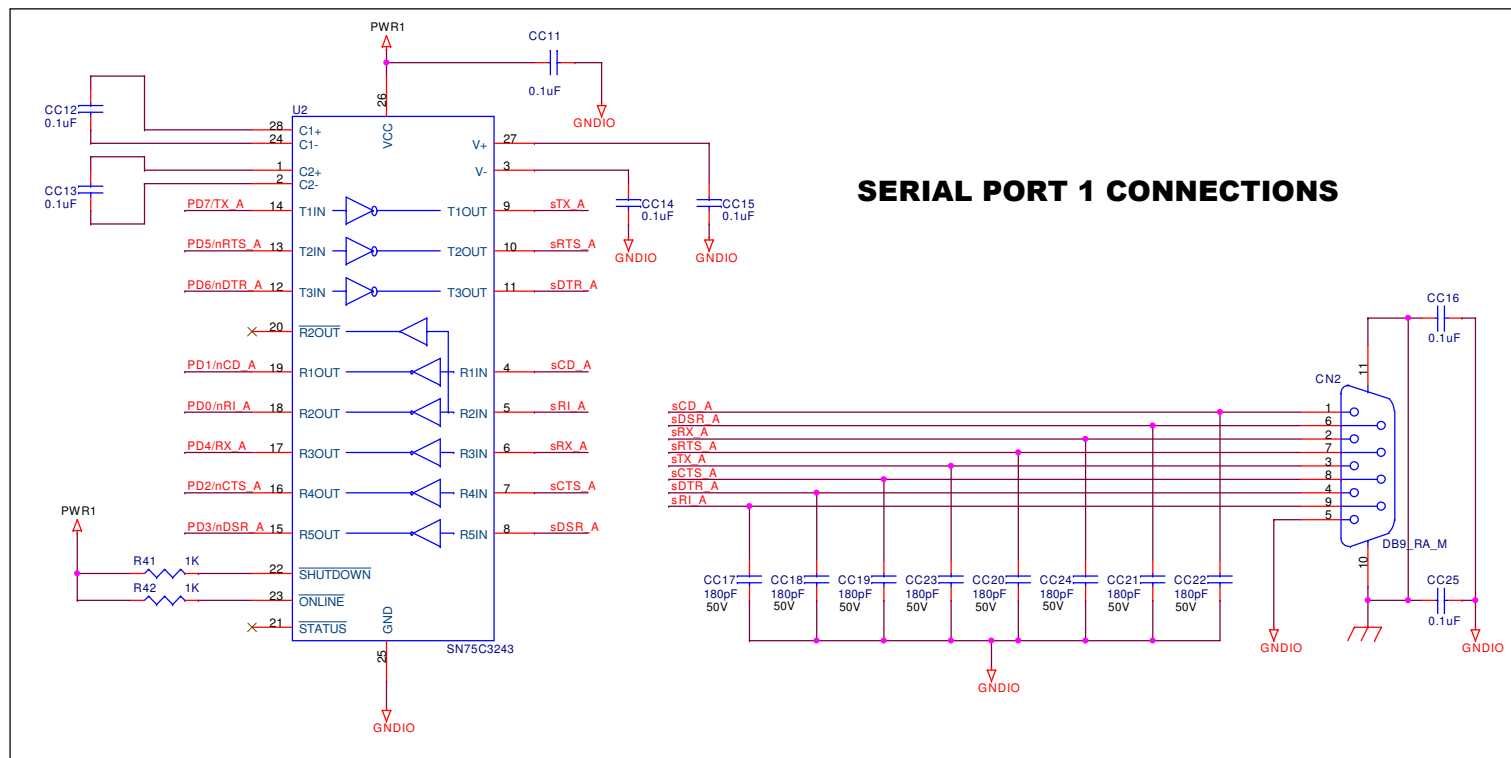 PWR1
CC11
0.1uF
GNDIO
CC12
0.1uF
CC13
0.1uF
U2
26
VCC
28 C1+
24 C1-
1 C2+
2 C2-
V+ 27
V- 3
CC14
0.1uF
GNDIO
CC15
0.1uF
GNDIO
SERIAL PORT 1 CONNECTIONS
PD7/TX_A 14 T1IN T1OUT 9 sTX_A
PD5/nRTS_A 13 T2IN T2OUT 10 sRTS_A
PD6/nDTR_A 12 T3IN T3OUT 11 sDTR_A
20 R2OUT
PD1/nCD_A 19 R1OUT R1IN 4 sCD_A
PD0/nRI_A 18 R2OUT R2IN 5 sRI_A
PD4/RX_A 17 R3OUT R3IN 6 sRX_A
PD2/nCTS_A 16 R4OUT R4IN 7 sCTS_A
PD3/nDSR_A 15 R5OUT R5IN 8 sDSR_A
PWR1
R41 1K 22 SHUTDOWN
R42 1K 23 ONLINE
21 STATUS
GND
25
SN75C3243
GNDIO
CC16
0.1uF
11
CN2
sCD_A 1
sDSR_A 6
sRX_A 2
sRTS_A 7
sTX_A 3
sCTS_A 8
sDTR_A 4
sRI_A 9
5
DB9_RA_M
10
CC17 180pF 50V
CC18 180pF 50V
CC19 180pF 50V
CC23 180pF 50V
CC20 180pF 50V
CC24 180pF 50V
CC21 180pF 50V
CC22 180pF 50V
GNDIO
GNDIO
CC25
0.1uF
GNDIO